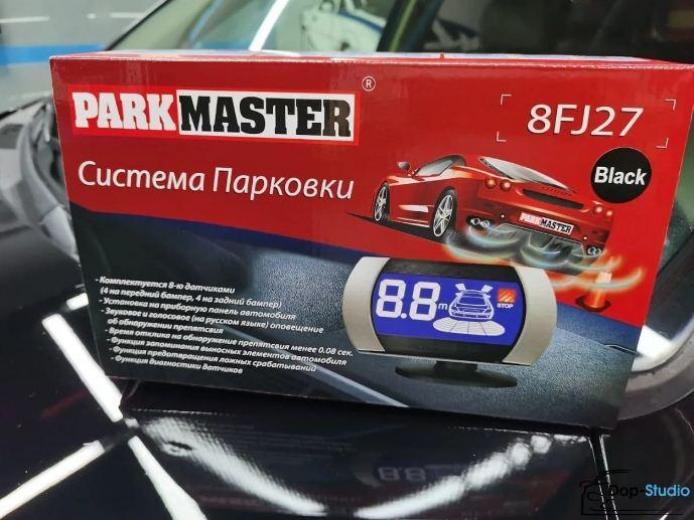 PARKMASTER ®
8FJ27
Black
Система Парковки
PARKMASTER
- Комплектуется 8-ю датчиками
(4 на передний бампер, 4 на задний бампер)
- Установка на приборную панель автомобиля
- Звуковое и голосовое (на русском языке) оповещение
об обнаружении препятствия
- Время отклика на обнаружение препятствия менее 0.08 сек.
- Функция запоминания выносных элементов автомобиля
- Функция предотвращения ложных срабатываний
- Функция диагностики датчиков
8.8m
STOP
Dop-Studio